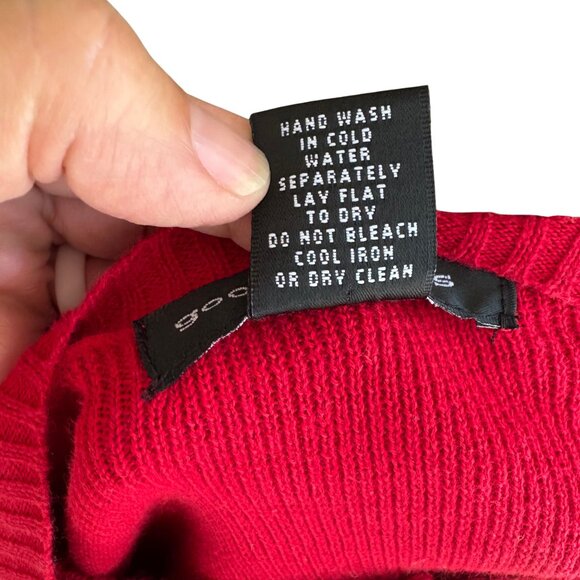 HAND WASH
IN COLD
WATER
SEPARATELY
LAY FLAT
TO DRY
DO NOT BLEACH
COOL IRON
OR DRY CLEAN